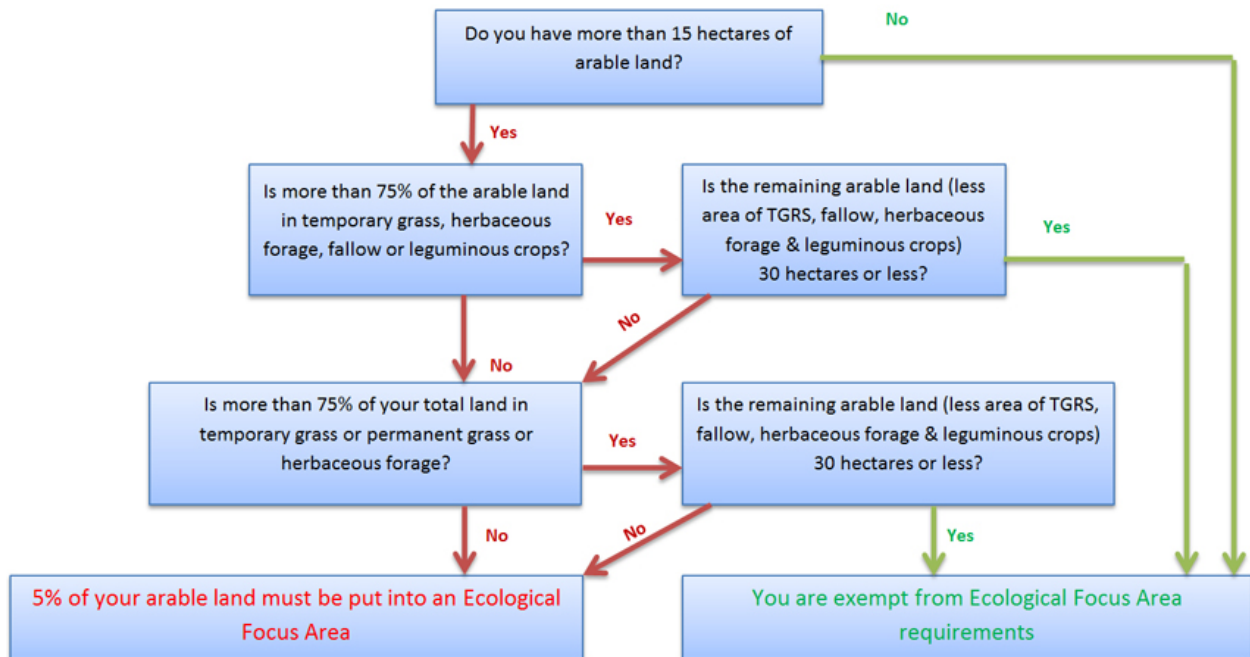 Do you have more than 15 hectares of
arable land?
No
Yes
Is more than 75% of the arable land
in temporary grass, herbaceous
forage, fallow or leguminous crops?
Yes
Is the remaining arable land (less
area of TGRS, fallow, herbaceous
forage & leguminous crops)
30 hectares or less?
Yes
No
No
Is more than 75% of your total land in
temporary grass or permanent grass or
herbaceous forage?
Yes
Is the remaining arable land (less area of TGRS,
fallow, herbaceous forage & leguminous crops)
30 hectares or less?
No
No
Yes
5% of your arable land must be put into an Ecological
Focus Area
You are exempt from Ecological Focus Area
requirements